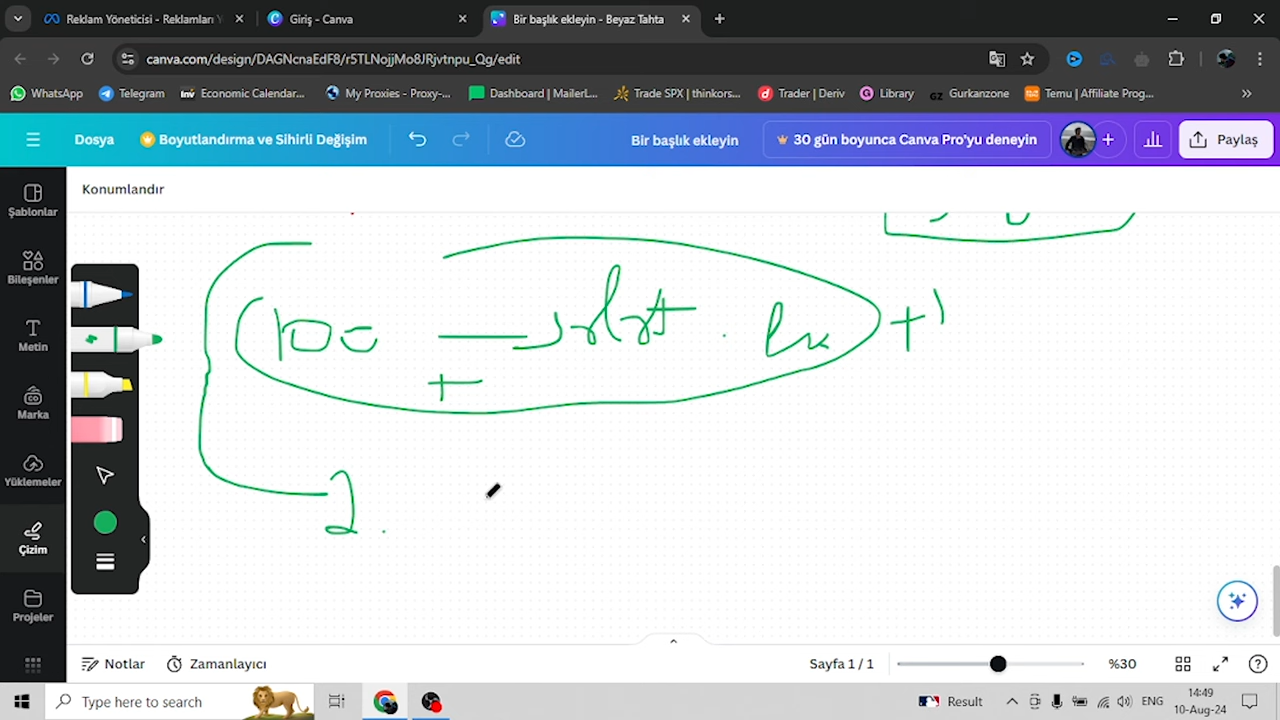 Reklam Yöneticisi - Reklamları Y
Giriş - Canva
Bir başlık ekleyin - Beyaz Tahta
canva.com/design/DAGNcnaEdF8/r5TLNojjMo8JRjvtnpu_Qg/edit
WhatsApp Telegram Economic Calendar... My Proxies - Proxy-... Dashboard | MailerL... Trade SPX | thinkors... Trader | Deriv Library GZ Gurkanzone Temu | Affiliate Prog... »
Dosya Boyutlandırma ve Sihirli Değişim Bir başlık ekleyin 30 gün boyunca Canva Pro'yu deneyin Paylaş
Konumlandır
Şablonlar
Bileşenler
Metin
Marka
Yüklemeler
Çizim
Projeler
100
+1
+
2.
Notlar Zamanlayıcı Sayfa 1 / 1 %30
Type here to search Result ENG 14:49
10-Aug-24